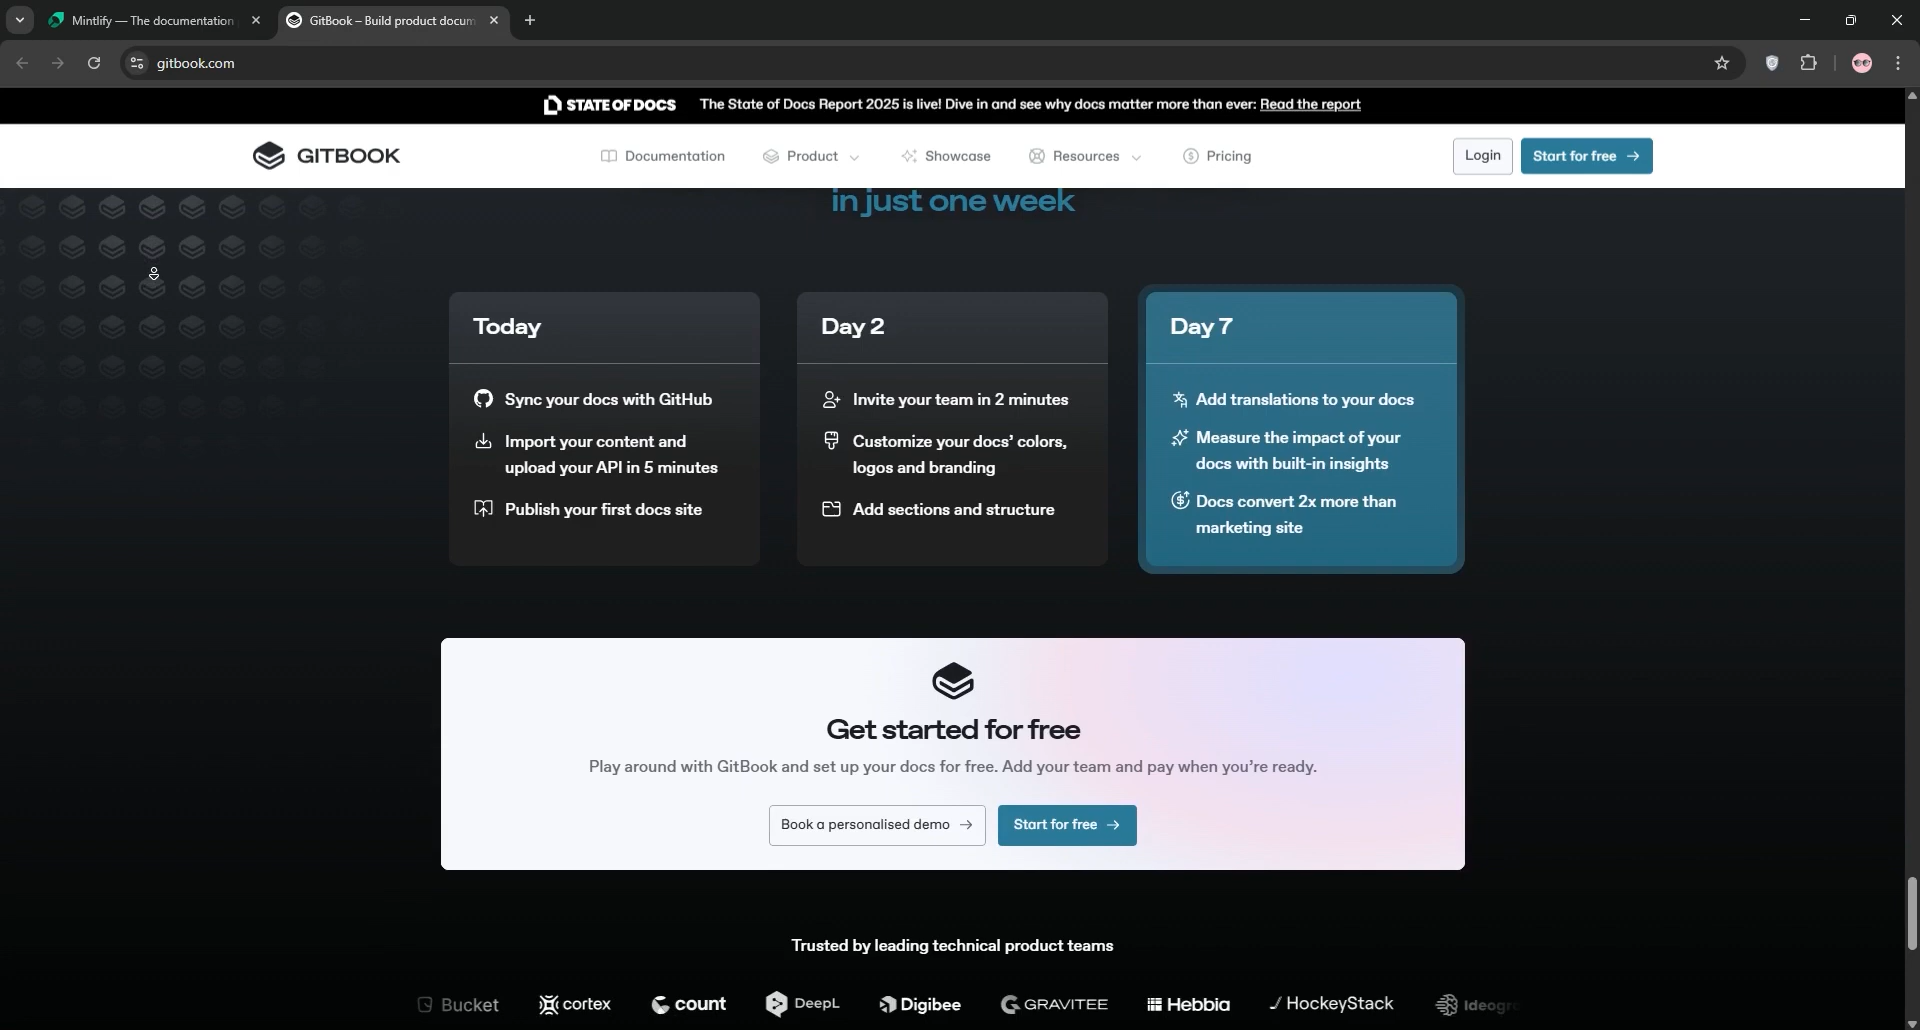 Mintlify — The documentation
GitBook – Build product docum
gitbook.com
STATE OF DOCS The State of Docs Report 2025 is live! Dive in and see why docs matter more than ever: Read the report
GITBOOK
Documentation
Product
Showcase
Resources
Pricing
Login
Start for free →
in just one week
Today
Sync your docs with GitHub
Import your content and
upload your API in 5 minutes
Publish your first docs site
Day 2
Invite your team in 2 minutes
Customize your docs’ colors,
logos and branding
Add sections and structure
Day 7
Add translations to your docs
Measure the impact of your
docs with built-in insights
Docs convert 2x more than
marketing site
Get started for free
Play around with GitBook and set up your docs for free. Add your team and pay when you’re ready.
Book a personalised demo →
Start for free →
Trusted by leading technical product teams
Bucket
cortex
count
DeepL
Digibee
GRAVITEE
Hebbia
HockeyStack
Ideogr